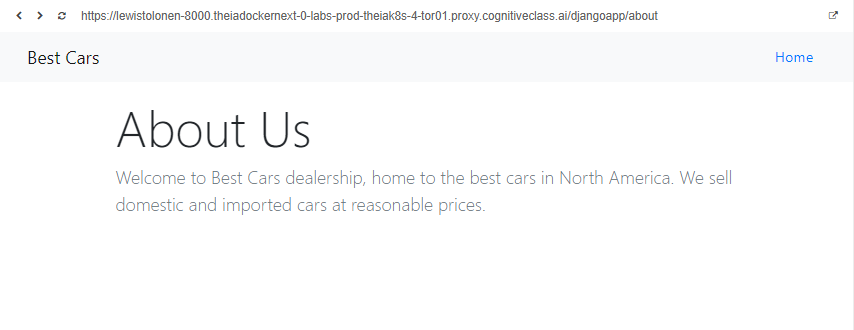 https://lewistolonen-8000.theiadockernext-0-labs-prod-theiak8s-4-tor01.proxy.cognitiveclass.ai/djangoapp/about
Best Cars
Home
About Us
Welcome to Best Cars dealership, home to the best cars in North America. We sell
domestic and imported cars at reasonable prices.